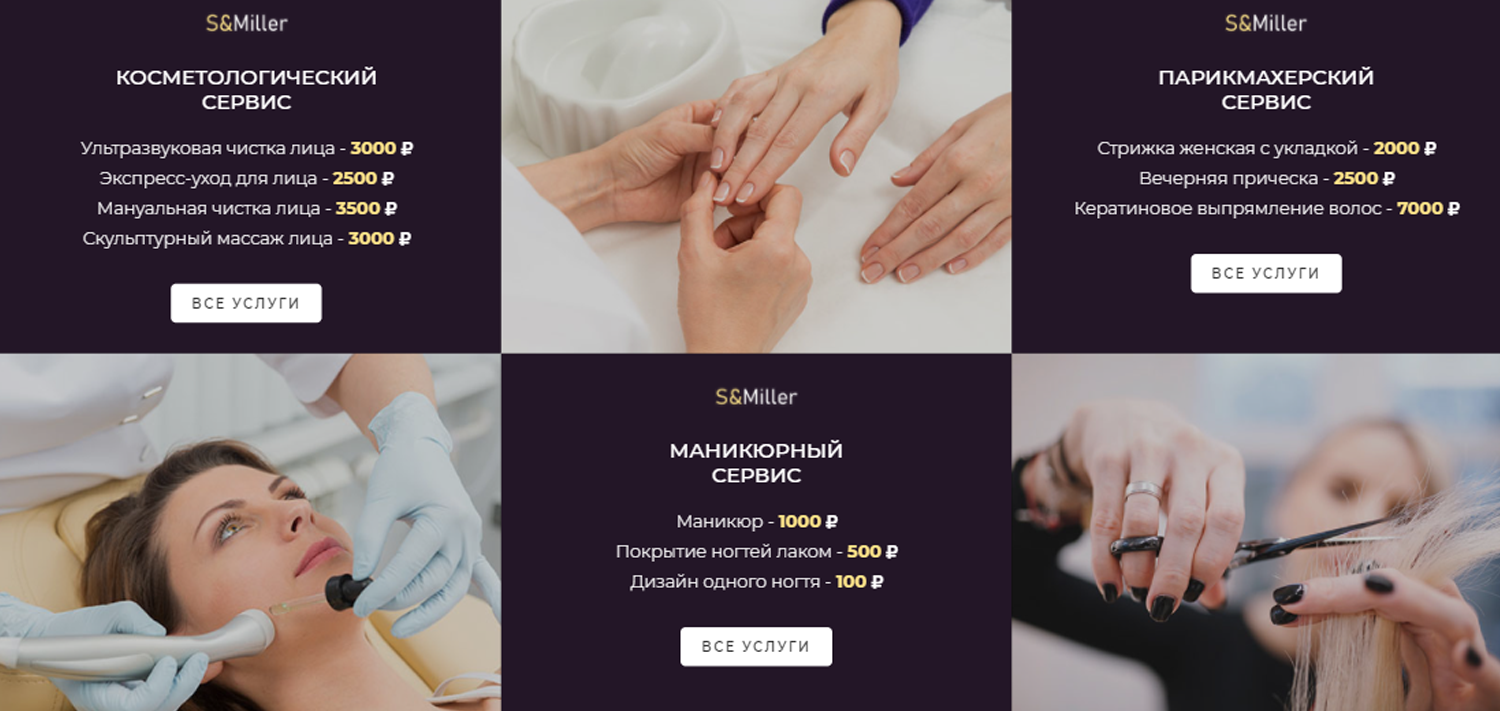 S&Miller
КОСМЕТОЛОГИЧЕСКИЙ
СЕРВИС
Ультразвуковая чистка лица - 3000 ₽
Экспресс-уход для лица - 2500 ₽
Мануальная чистка лица - 3500 ₽
Скульптурный массаж лица - 3000 ₽
ВСЕ УСЛУГИ
S&Miller
ПАРИКМАХЕРСКИЙ
СЕРВИС
Стрижка женская с укладкой - 2000 ₽
Вечерняя прическа - 2500 ₽
Кератиновое выпрямление волос - 7000 ₽
ВСЕ УСЛУГИ
S&Miller
МАНИКЮРНЫЙ
СЕРВИС
Маникюр - 1000 ₽
Покрытие ногтей лаком - 500 ₽
Дизайн одного ногтя - 100 ₽
ВСЕ УСЛУГИ